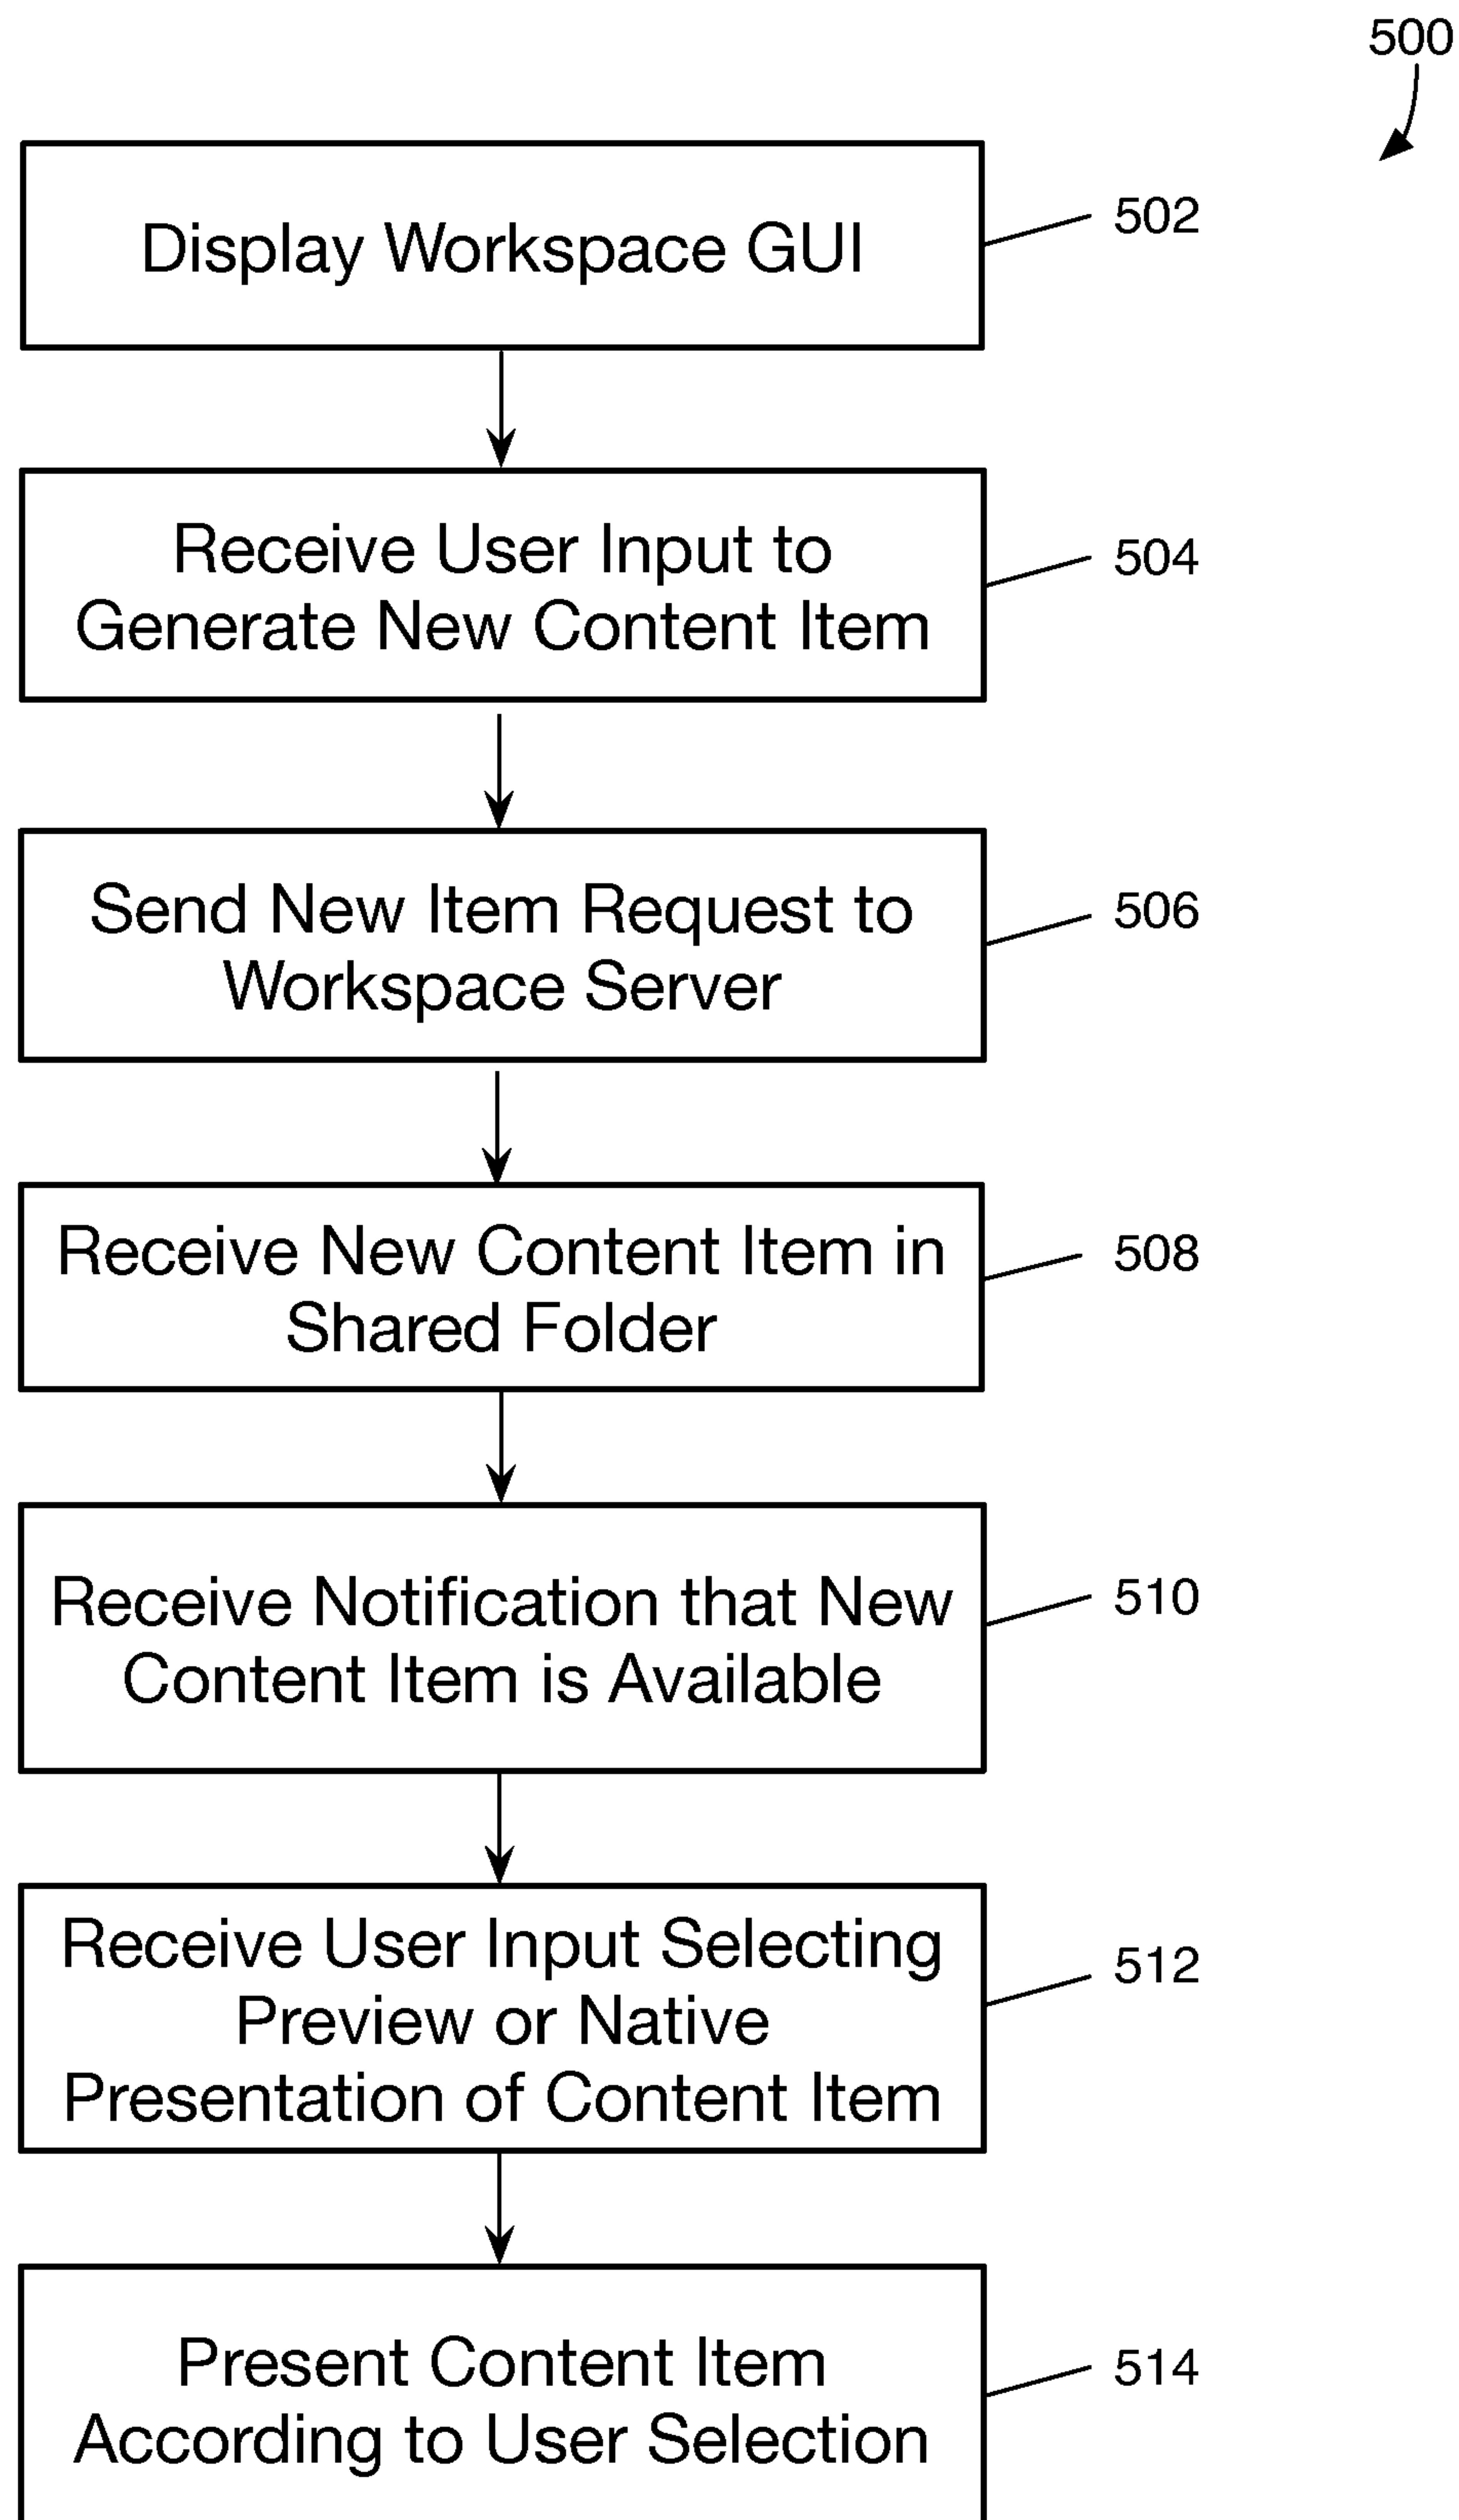 500
Display Workspace GUI
502
Receive User Input to
Generate New Content Item
504
Send New Item Request to
Workspace Server
506
Receive New Content Item in
Shared Folder
508
Receive Notification that New
Content Item is Available
510
Receive User Input Selecting
Preview or Native
Presentation of Content Item
512
Present Content Item
According to User Selection
514